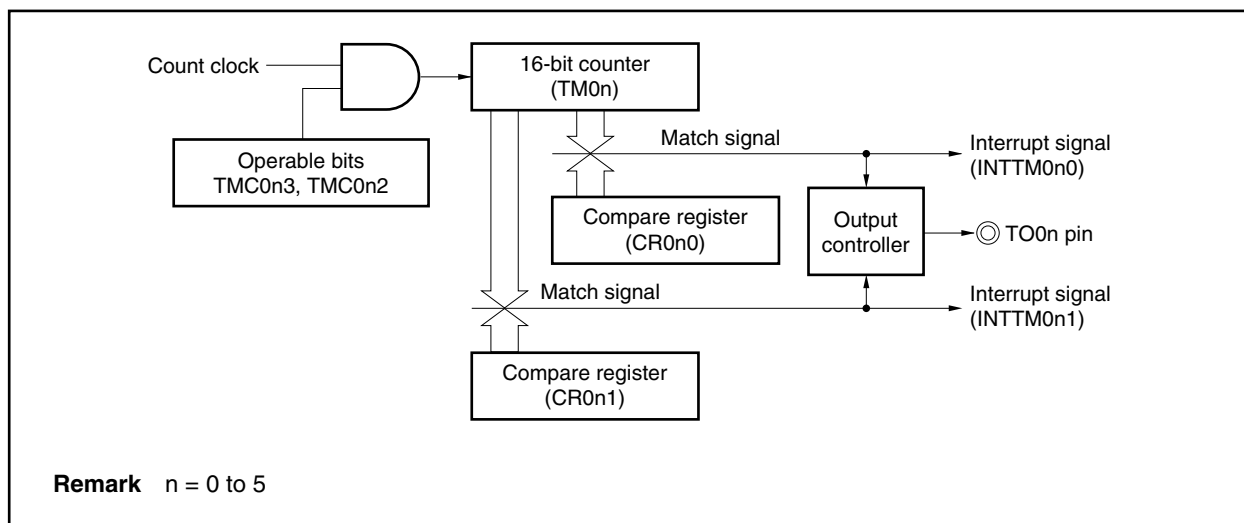 Count clock
16-bit counter
(TM0n)
Operable bits
TMC0n3, TMC0n2
Match signal
Interrupt signal
(INTTM0n0)
Compare register
(CR0n0)
Output
controller
TO0n pin
Match signal
Interrupt signal
(INTTM0n1)
Compare register
(CR0n1)
Remark n = 0 to 5